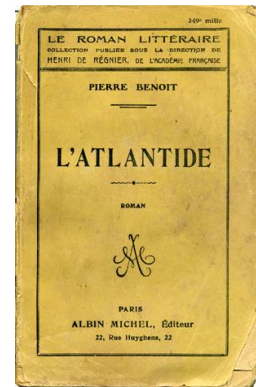 340ᵉ mille
LE ROMAN LITTÉRAIRE
COLLECTION PUBLIÉE SOUS LA DIRECTION DE
HENRI DE RÉGNIER, DE L'ACADÉMIE FRANÇAISE
PIERRE BENOIT
L'ATLANTIDE
ROMAN
PARIS
ALBIN MICHEL, Éditeur
22, Rue Huyghens, 22